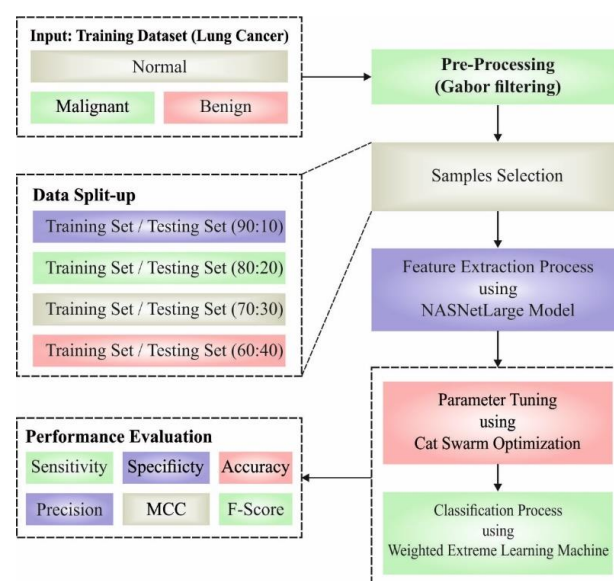 Input: Training Dataset (Lung Cancer)
Normal
Malignant
Benign
Pre-Processing
(Gabor filtering)
Samples Selection
Data Split-up
Training Set / Testing Set (90:10)
Training Set / Testing Set (80:20)
Training Set / Testing Set (70:30)
Training Set / Testing Set (60:40)
Feature Extraction Process
using
NASNetLarge Model
Parameter Tuning
using
Cat Swarm Optimization
Classification Process
using
Weighted Extreme Learning Machine
Performance Evaluation
Sensitivity
Specifiicty
Accuracy
Precision
MCC
F-Score